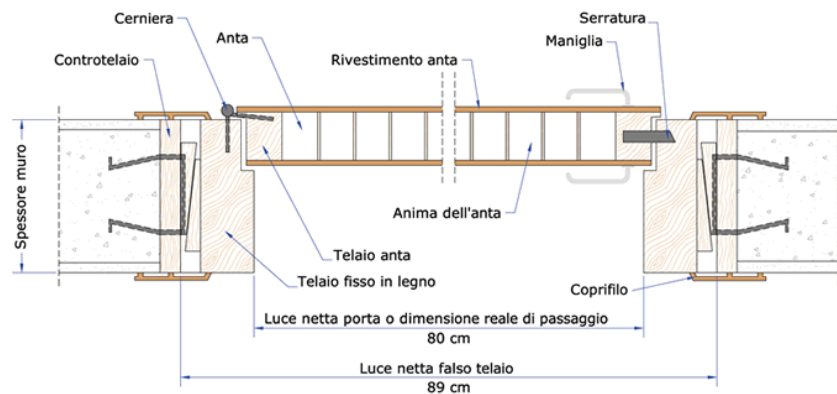 Cerniera
Serratura
Anta
Maniglia
Controtelaio
Rivestimento anta
Spessore muro
Anima dell'anta
Telaio anta
Telaio fisso in legno
Coprifilo
Luce netta porta o dimensione reale di passaggio
80 cm
Luce netta falso telaio
89 cm